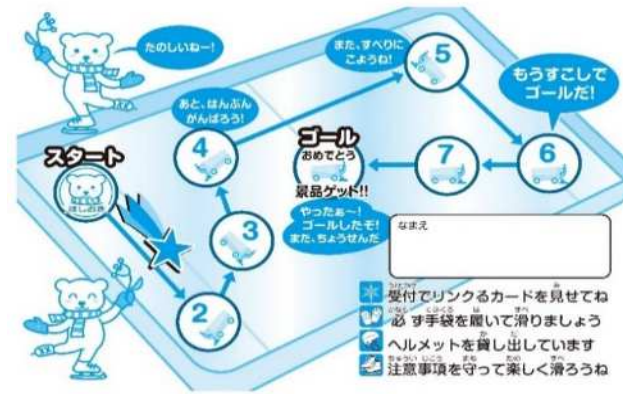 たのしいねー!
また、すべりに
こようね!
5
もうすこしで
ゴールだ!
あと、はんぶん
がんばろう!
4
スタート
ほしのき
ゴール
おめでとう
景品ゲット!!
7
6
やったぁ〜!
ゴールしたぞ!
また、ちょうせんだ
3
2
なまえ
受付でリンクるカードを見せてね
必ず手袋を履いて滑りましょう
ヘルメットを貸し出しています
注意事項を守って楽しく滑ろうね